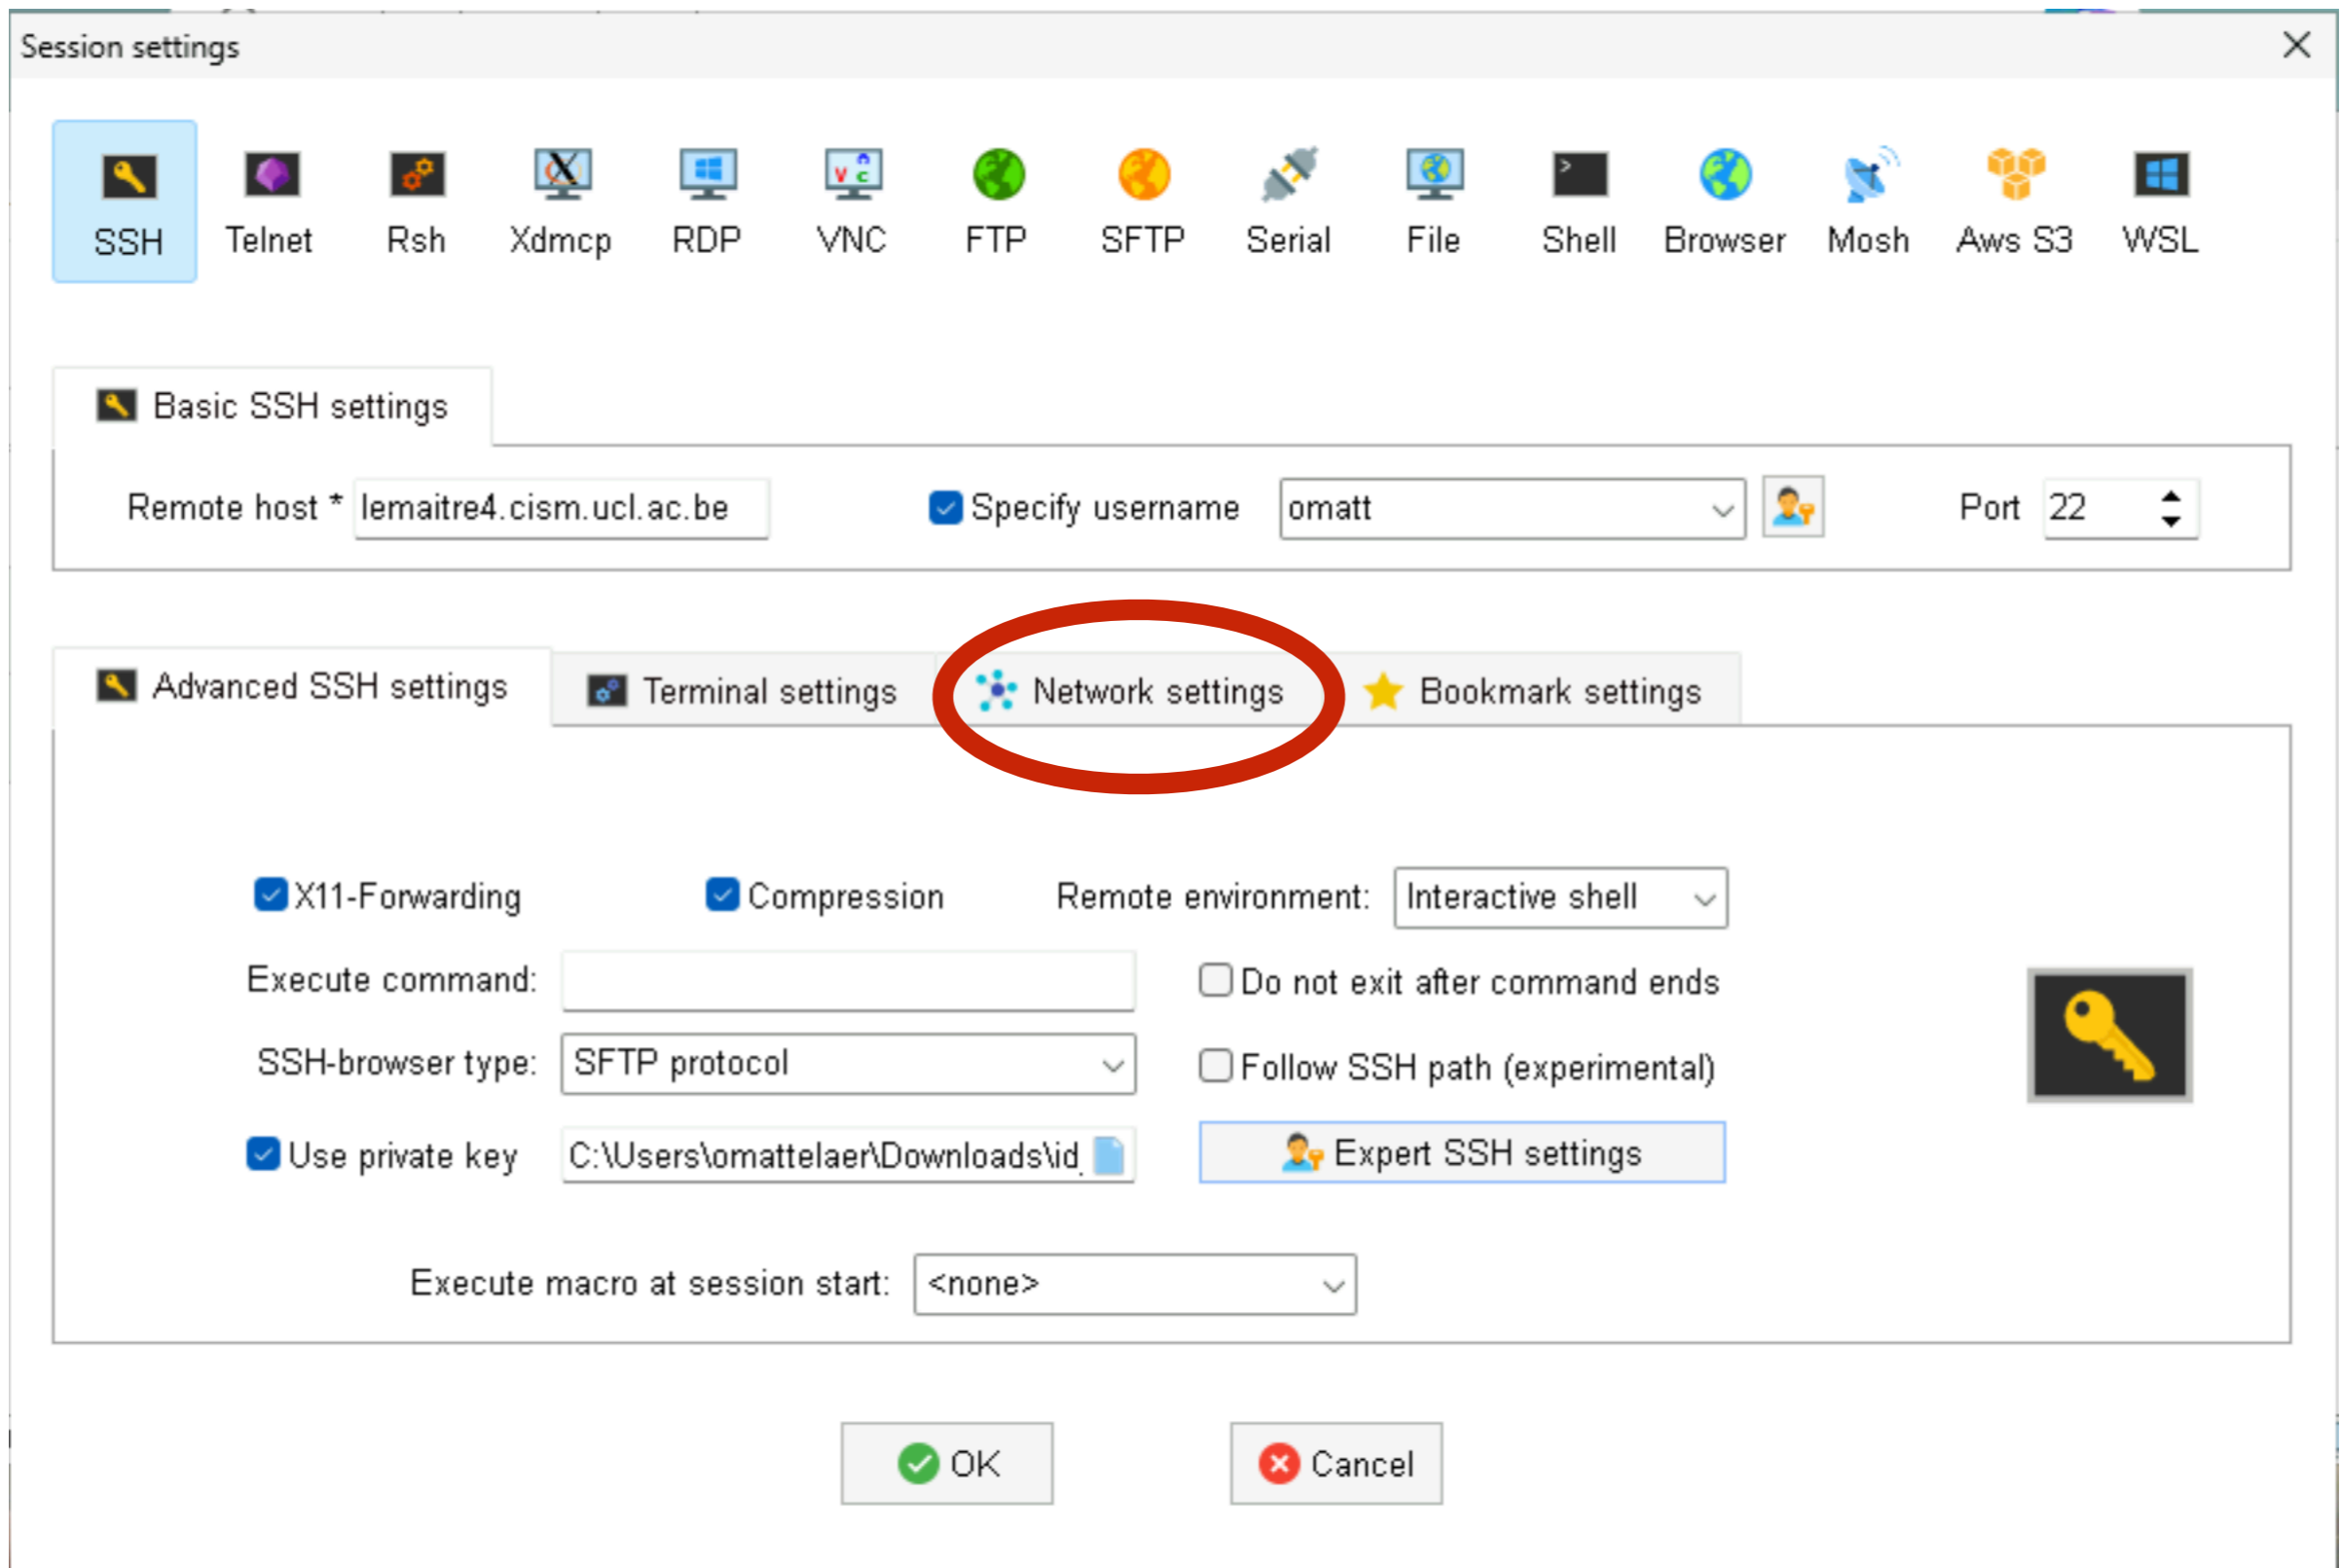 Session settings
SSH Telnet Rsh Xdmcp RDP VNC FTP SFTP Serial File Shell Browser Mosh Aws S3 WSL
Basic SSH settings
Remote host * lemaitre4.cism.ucl.ac.be Specify username omatt Port 22
Advanced SSH settings Terminal settings Network settings Bookmark settings
X11-Forwarding Compression Remote environment: Interactive shell
Execute command: Do not exit after command ends
SSH-browser type: SFTP protocol Follow SSH path (experimental)
Use private key C:\Users\omattelaer\Downloads\id_ Expert SSH settings
Execute macro at session start: <none>
OK Cancel